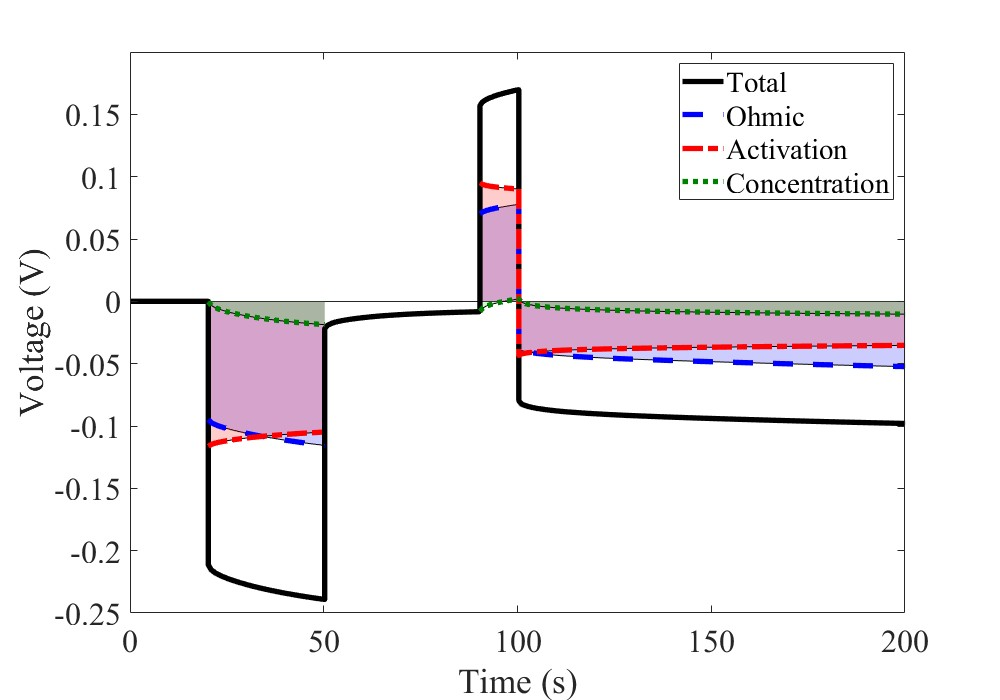 Total
Ohmic
Activation
Concentration
0.15
0.1
0.05
0
-0.05
-0.1
-0.15
-0.2
-0.25
Voltage (V)
0 50 100 150 200
Time (s)